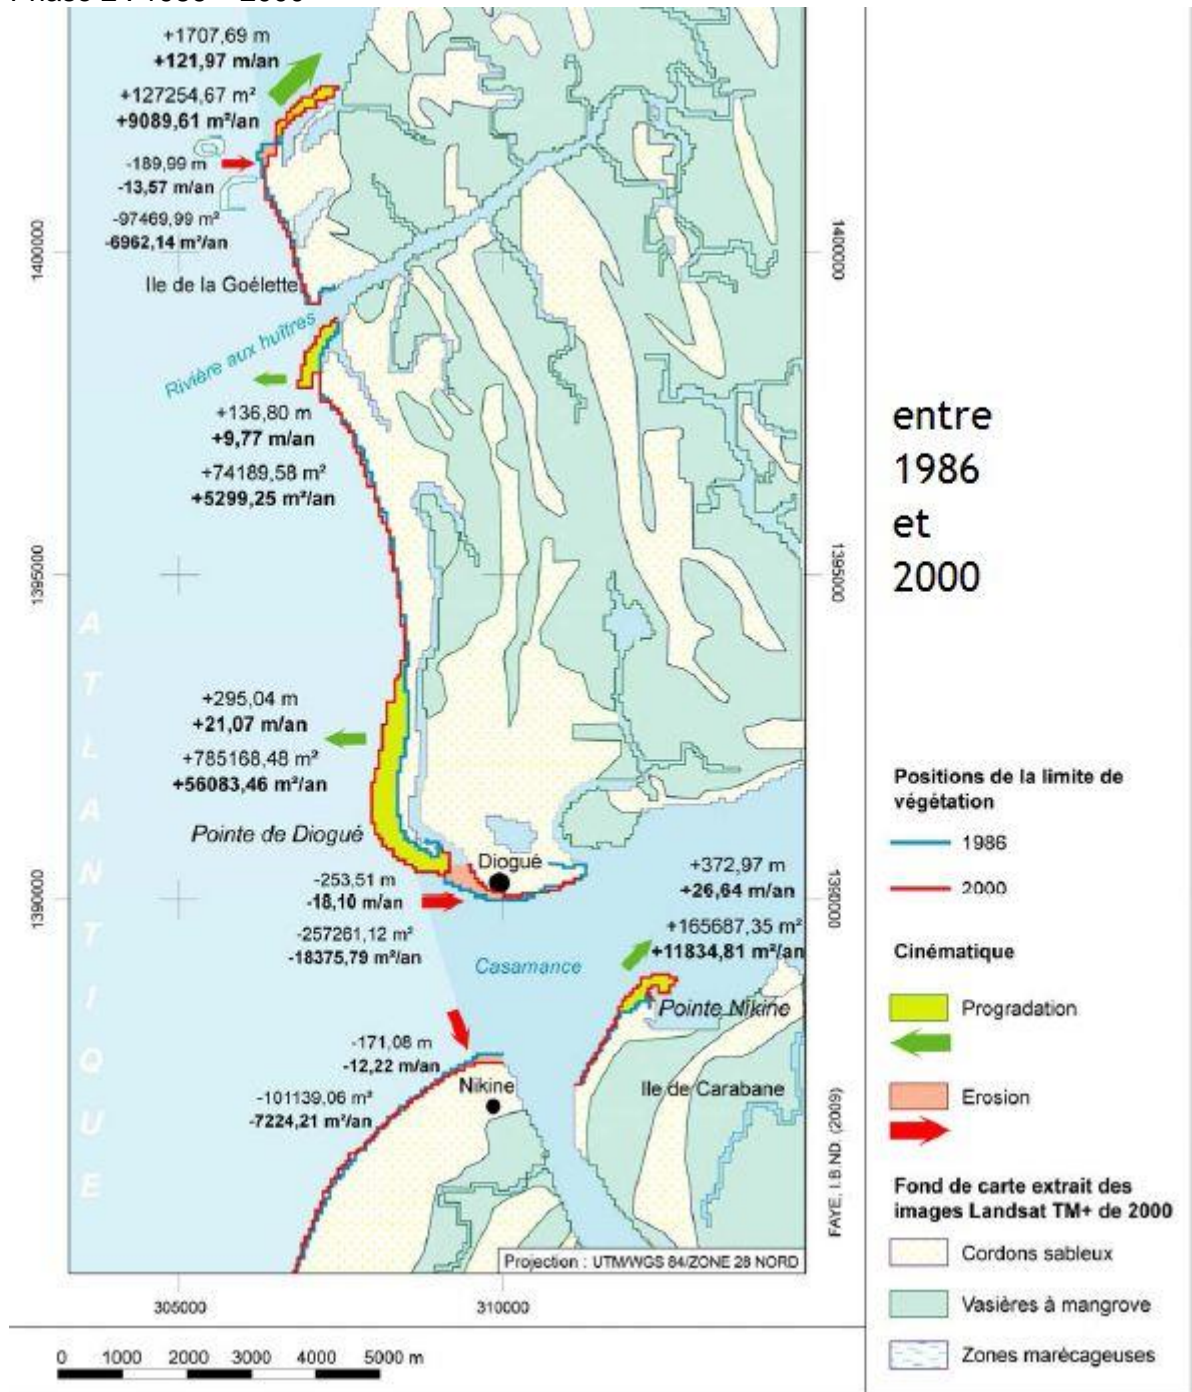 Phase 2 : 1986 – 2000
+1707,69 m
+121,97 m/an
+127254,67 m²
+9089,61 m²/an
-189,99 m
-13,57 m/an
-97469,99 m²
-6962,14 m²/an
Ile de la Goélette
Rivière aux huîtres
+136,80 m
+9,77 m/an
+74189,58 m²
+5299,25 m²/an
+295,04 m
+21,07 m/an
+785168,48 m²
+56083,46 m²/an
Pointe de Diogué
Diogué
-253,51 m
-18,10 m/an
-257261,12 m²
-18375,79 m²/an
+372,97 m
+26,64 m/an
+165687,35 m²
+11834,81 m²/an
Casamance
Pointe Nikine
-171,08 m
-12,22 m/an
Nikine
-101139,06 m²
-7224,21 m²/an
Ile de Carabane
ATLANTIQUE
1400000
1395000
1390000
1400000
1395000
1390000
FAYE, I.B.ND. (2009)
Projection : UTM/WGS 84/ZONE 28 NORD
305000
310000
0 1000 2000 3000 4000 5000 m
entre
1986
et
2000
Positions de la limite de
végétation
1986
2000
Cinématique
Progradation
Erosion
Fond de carte extrait des
images Landsat TM+ de 2000
Cordons sableux
Vasières à mangrove
Zones marécageuses